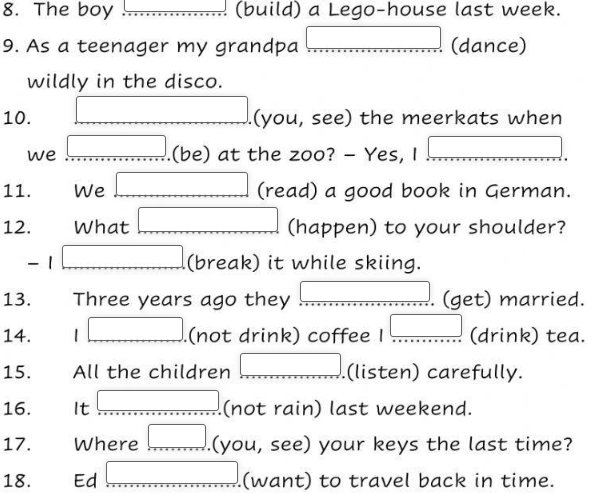 8. The boy ................ (build) a Lego-house last week.
9. As a teenager my grandpa ..................... (dance)
wildly in the disco.
10. ...........................(you, see) the meerkats when
we ................(be) at the zoo? – Yes, I .....................
11. We ..................... (read) a good book in German.
12. What ..................... (happen) to your shoulder?
– I ...................(break) it while skiing.
13. Three years ago they ..................... (get) married.
14. I ...............(not drink) coffee I ............ (drink) tea.
15. All the children ................(listen) carefully.
16. It ...................(not rain) last weekend.
17. Where ..........(you, see) your keys the last time?
18. Ed .....................(want) to travel back in time.